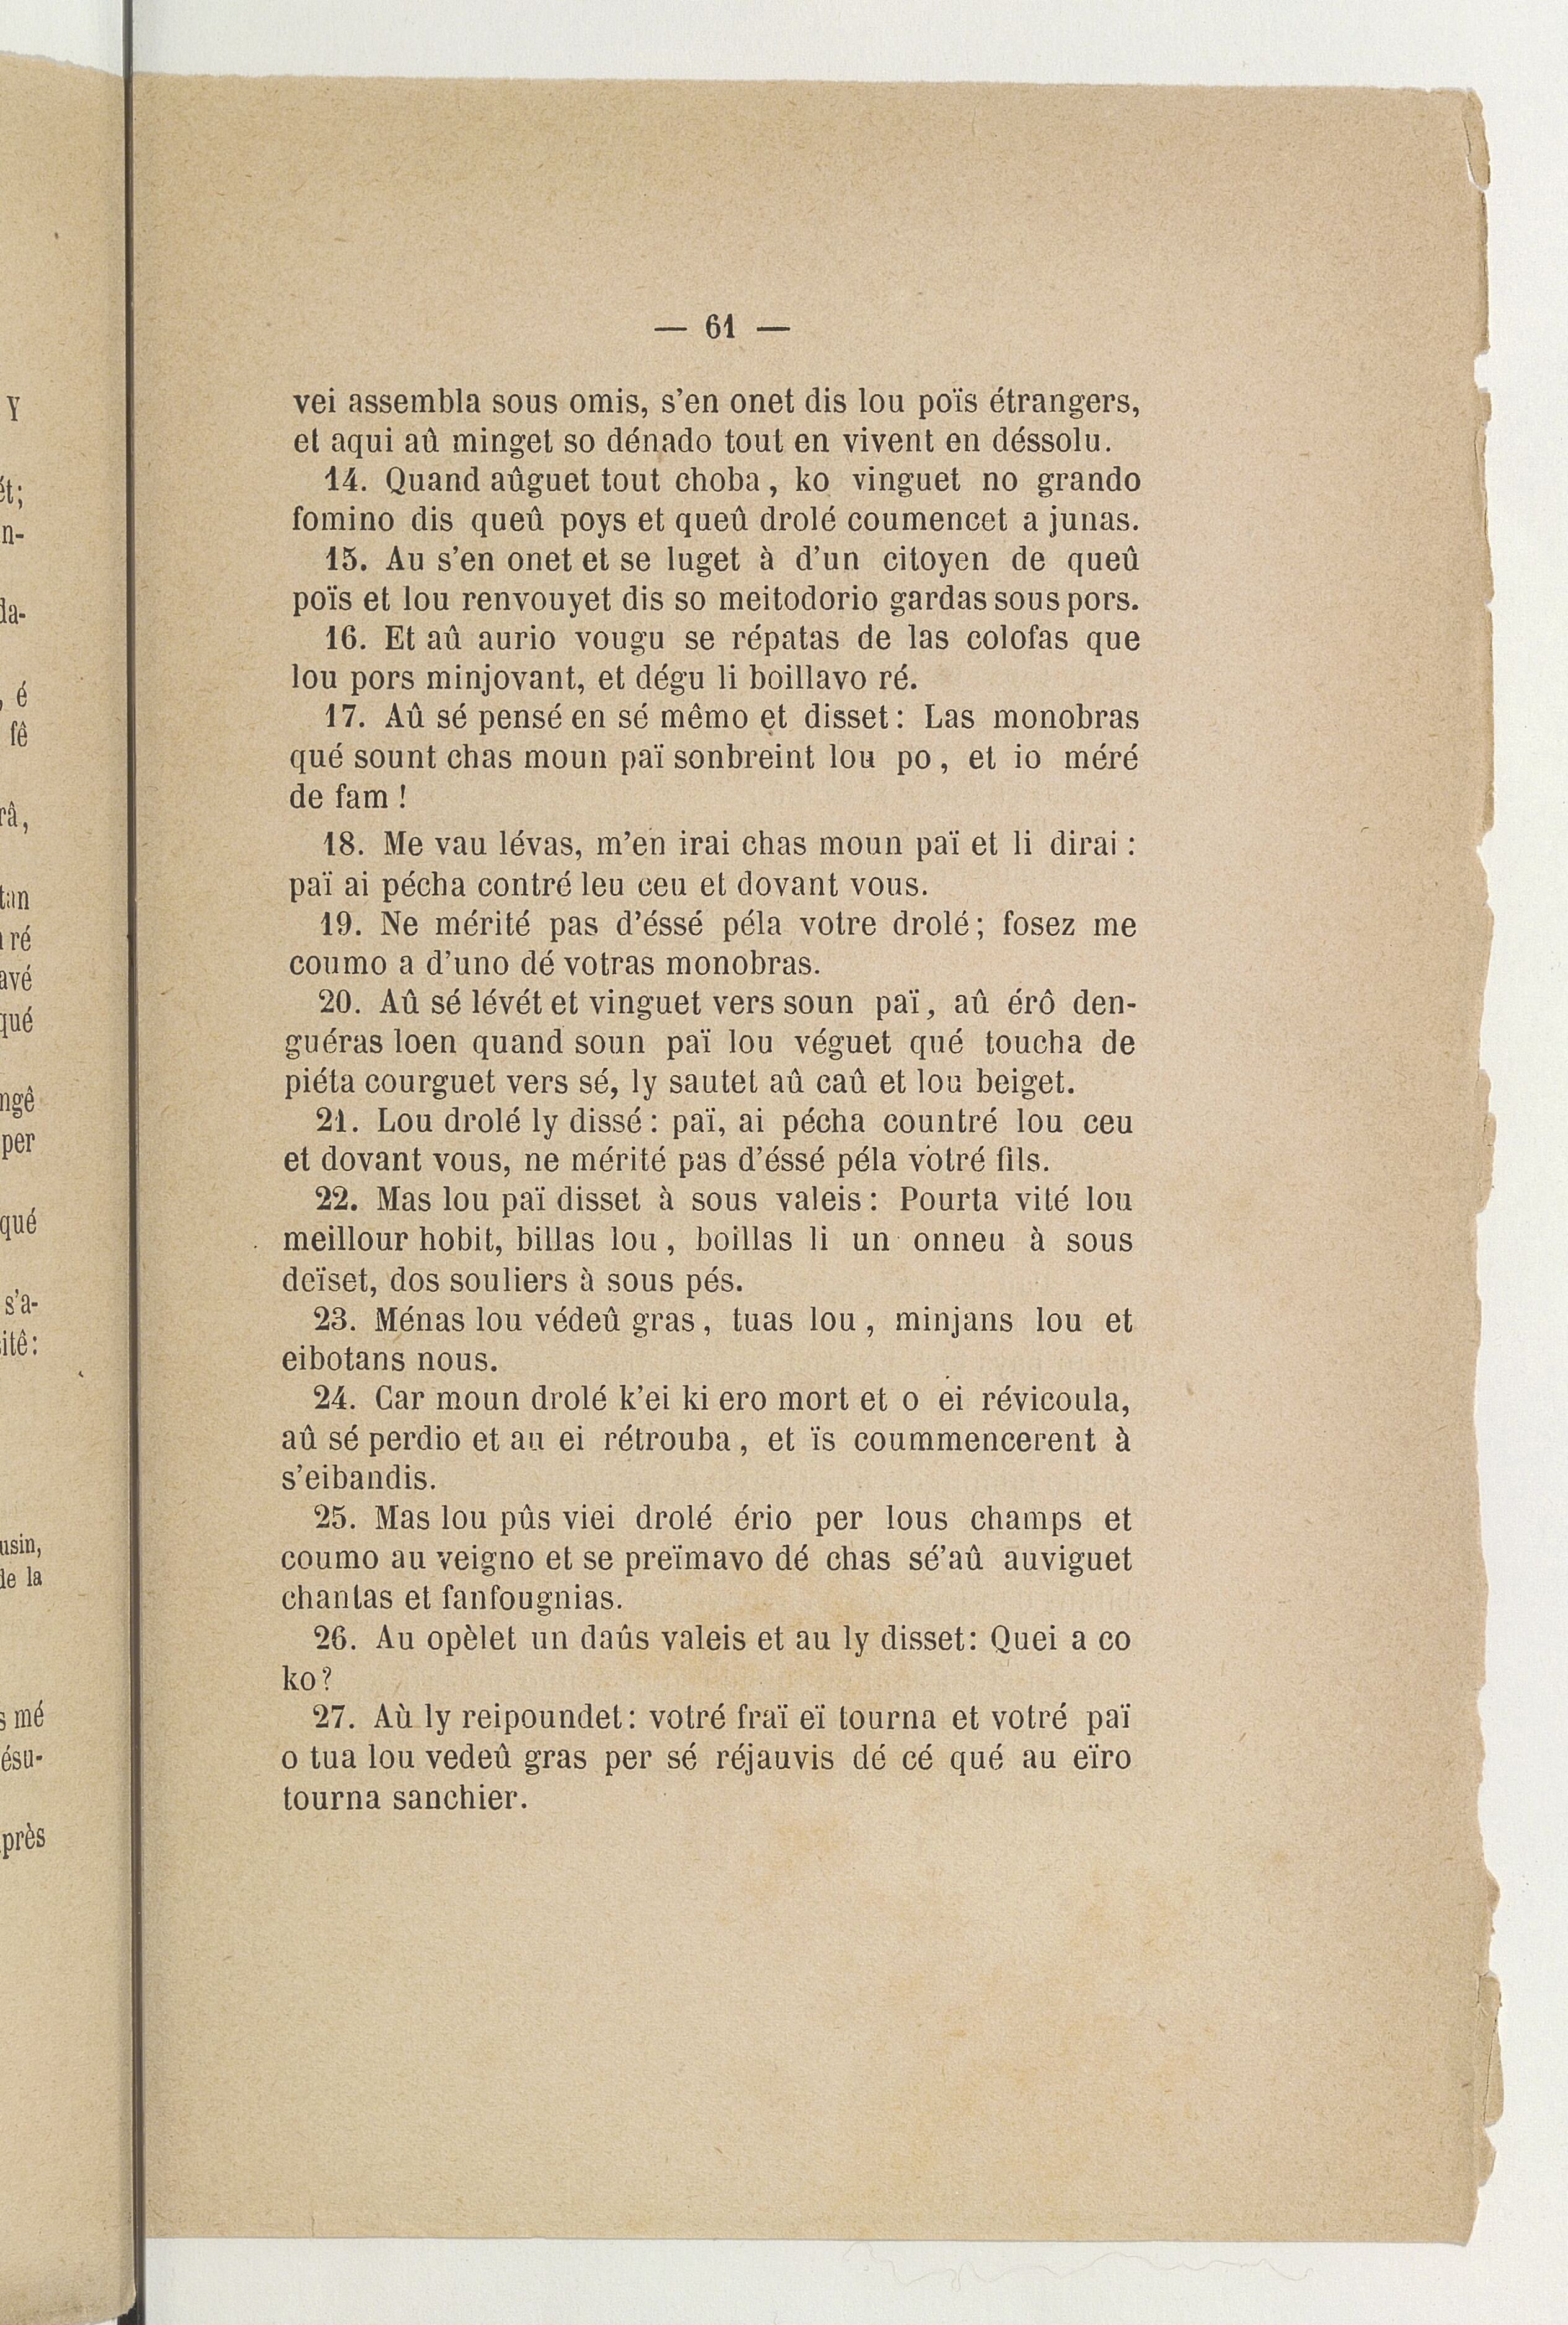 — 61 —
vei assembla sous omis, s'en onet dis lou poïs étrangers,
et aqui aû minget so dénado tout en vivent en déssolu.
14. Quand aûguet tout choba, ko vinguet no grando
fomino dis queû poys et queû drolé coumencet a junas.
15. Au s'en onet et se luget à d'un citoyen de queû
poïs et lou renvouyet dis so meitodorio gardas sous pors.
16. Et aû aurio vougu se répatas de las colofas que
lou pors minjovant, et dégu li boillavo ré.
17. Aû sé pensé en sé mêmo et disset: Las monobras
qué sount chas moun paï sonbreint lou po, et io méré
de fam!
18. Me vau lévas, m'en irai chas moun paï et li dirai:
paï ai pécha contré leu ceu et dovant vous.
19. Ne mérité pas d'éssé péla votre drolé; fosez me
coumo a d'uno dé votras monobras.
20. Aû sé lévét et vinguet vers soun paï, aû érô den-
guéras loen quand soun paï lou véguet qué toucha de
piéta courguet vers sé, ly sautet aû caû et lou beiget.
21. Lou drolé ly dissé: paï, ai pécha countré lou ceu
et dovant vous, ne mérité pas d'éssé péla votré fils.
22. Mas lou paï disset à sous valeis: Pourta vité lou
meillour hobit, billas lou, boillas li un onneu à sous
deïset, dos souliers à sous pés.
23. Ménas lou védeû gras, tuas lou, minjans lou et
eibotans nous.
24. Car moun drolé k'ei ki ero mort et o ei révicoula,
aû sé perdio et au ei rétrouba, et ïs coummencerent à
s'eibandis.
25. Mas lou pûs viei drolé ério per lous champs et
coumo au veigno et se preïmavo dé chas sé'aû auviguet
chantas et fanfougnias.
26. Au opèlet un daûs valeis et au ly disset: Quei a co
ko?
27. Aù ly reipoundet: votré fraï eï tourna et votré paï
o tua lou vedeû gras per sé réjauvis dé cé qué au eïro
tourna sanchier.